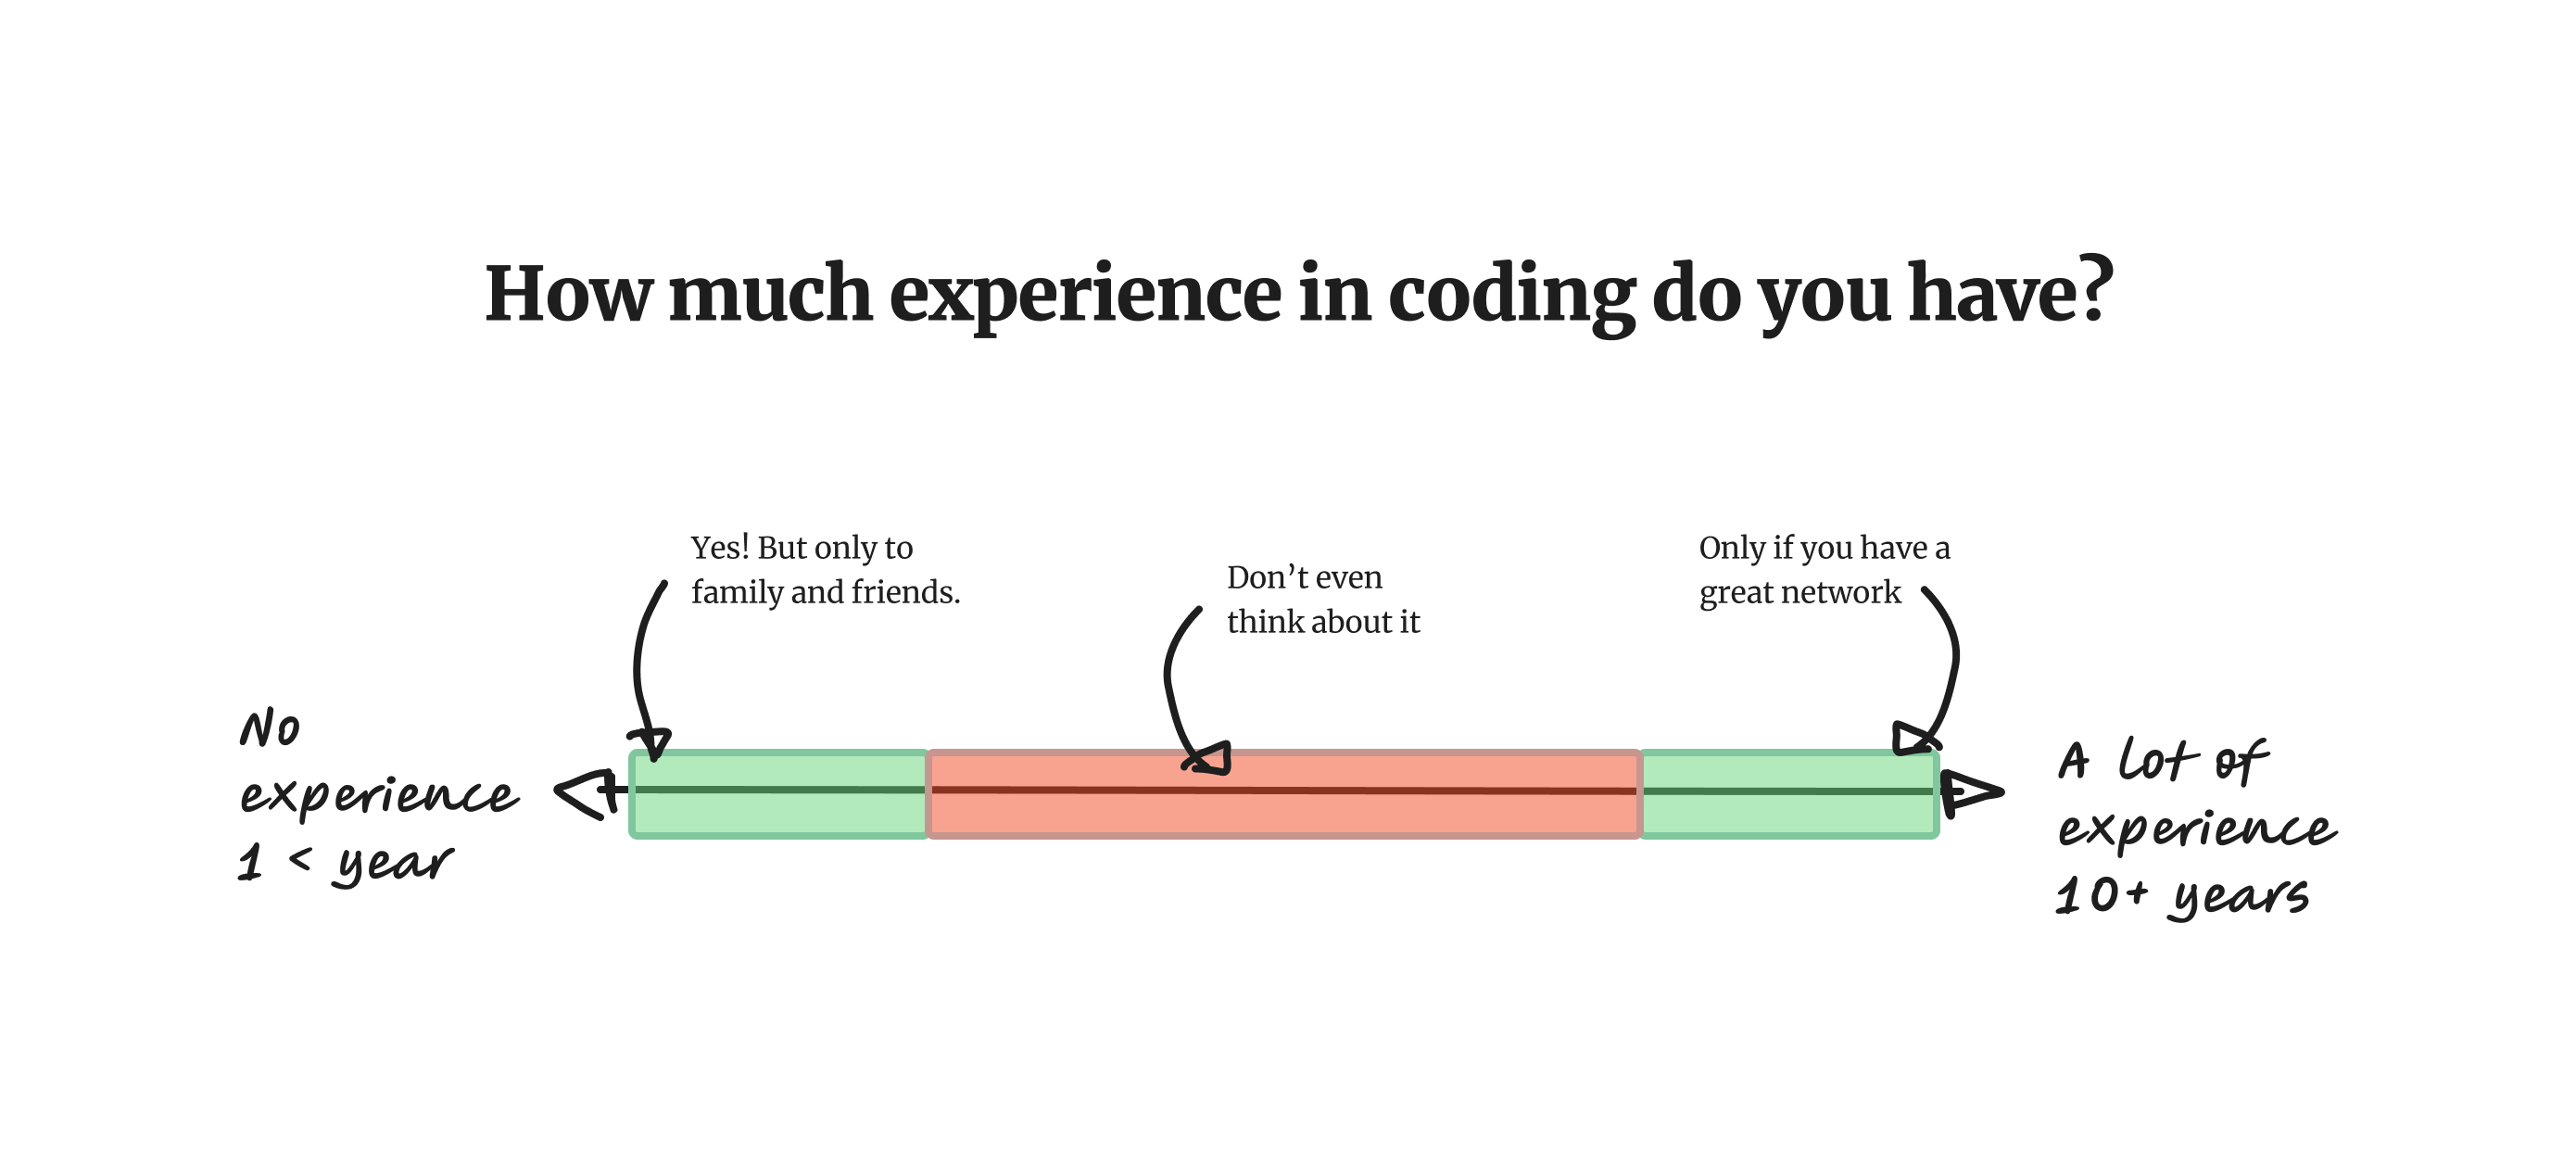 How much experience in coding do you have?
Yes! But only to
family and friends.
Don’t even
think about it
Only if you have a
great network
No
experience
1 < year
A lot of
experience
10+ years